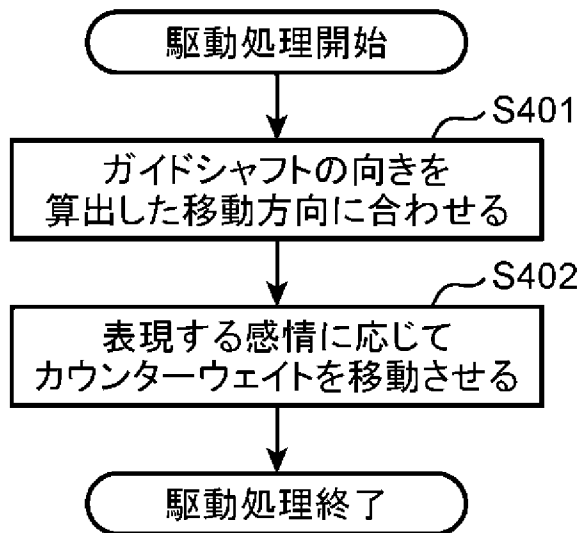 駆動処理開始
S401
ガイドシャフトの向きを
算出した移動方向に合わせる
S402
表現する感情に応じて
カウンターウェイトを移動させる
駆動処理終了